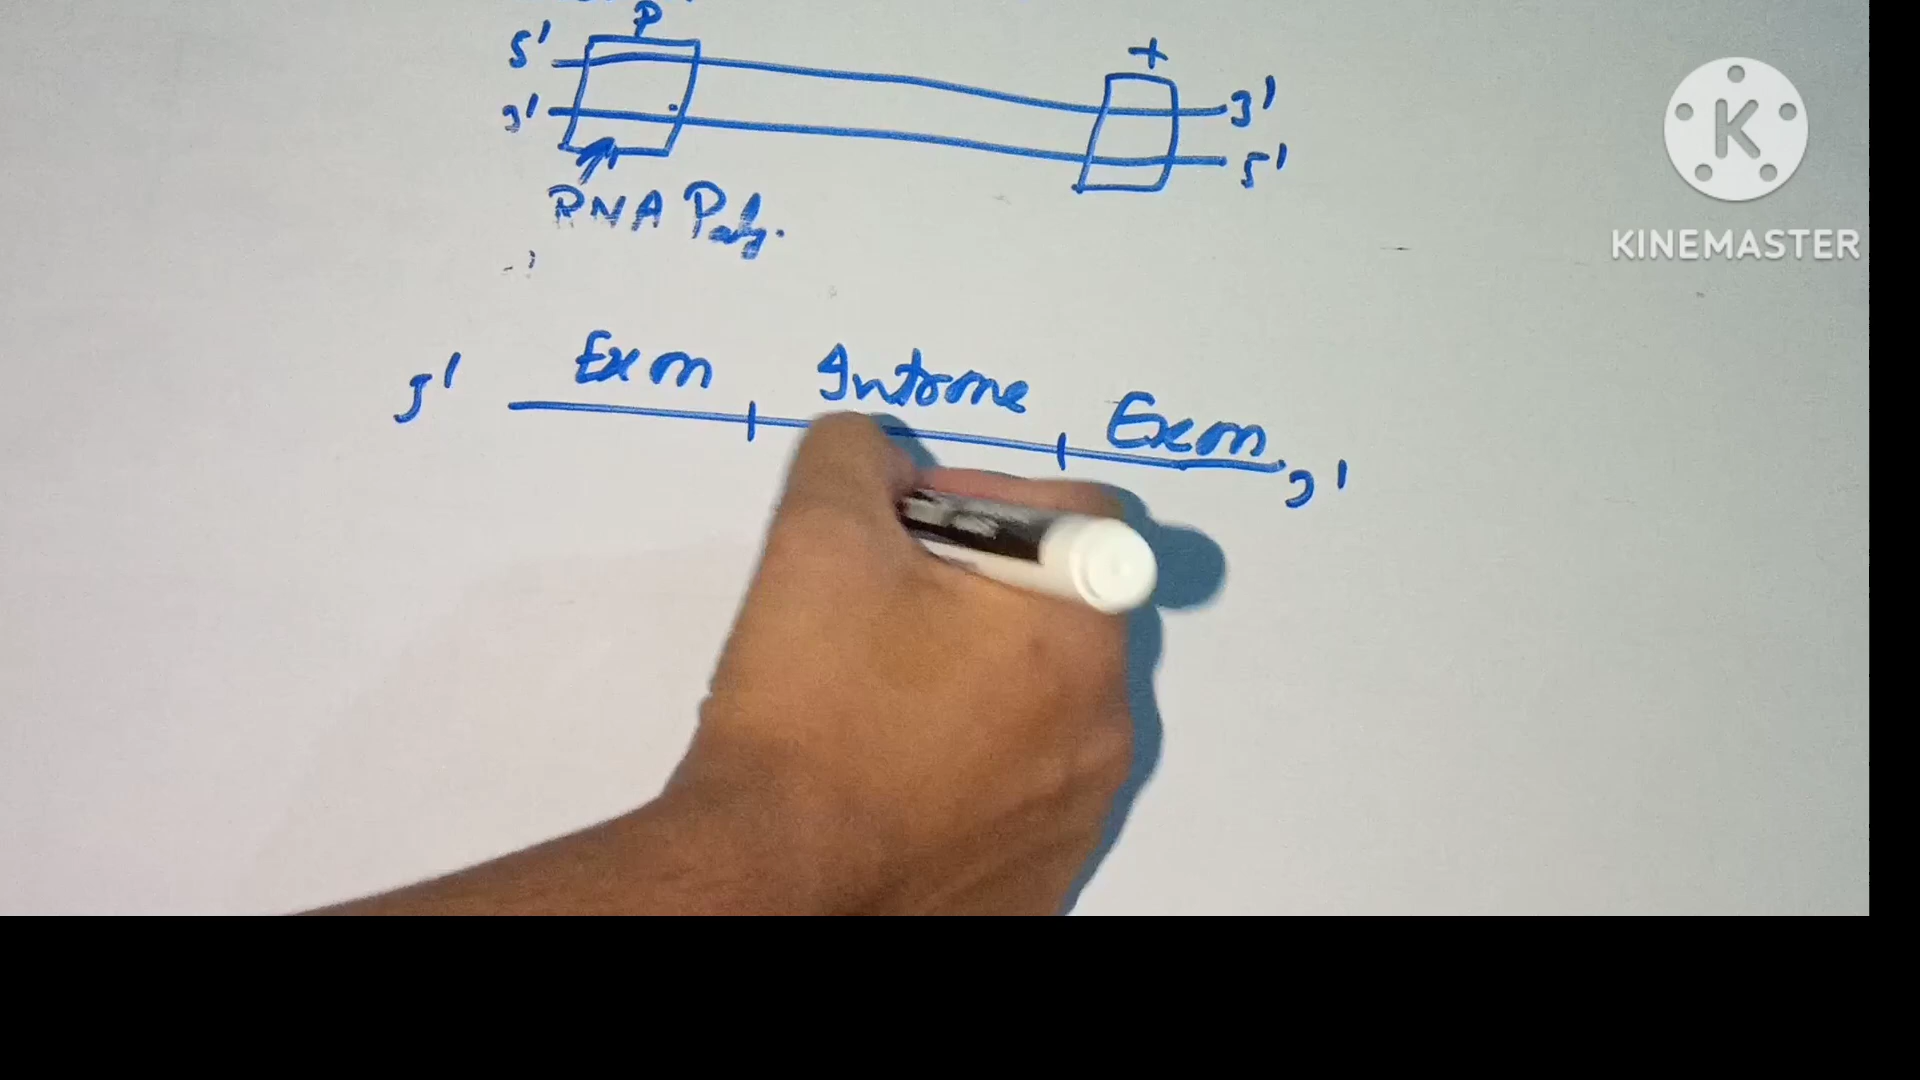 P
5' + 
3' 3'
5'
RNA Poly.
5' Exon Introne Exon 3'
K
KINEMASTER